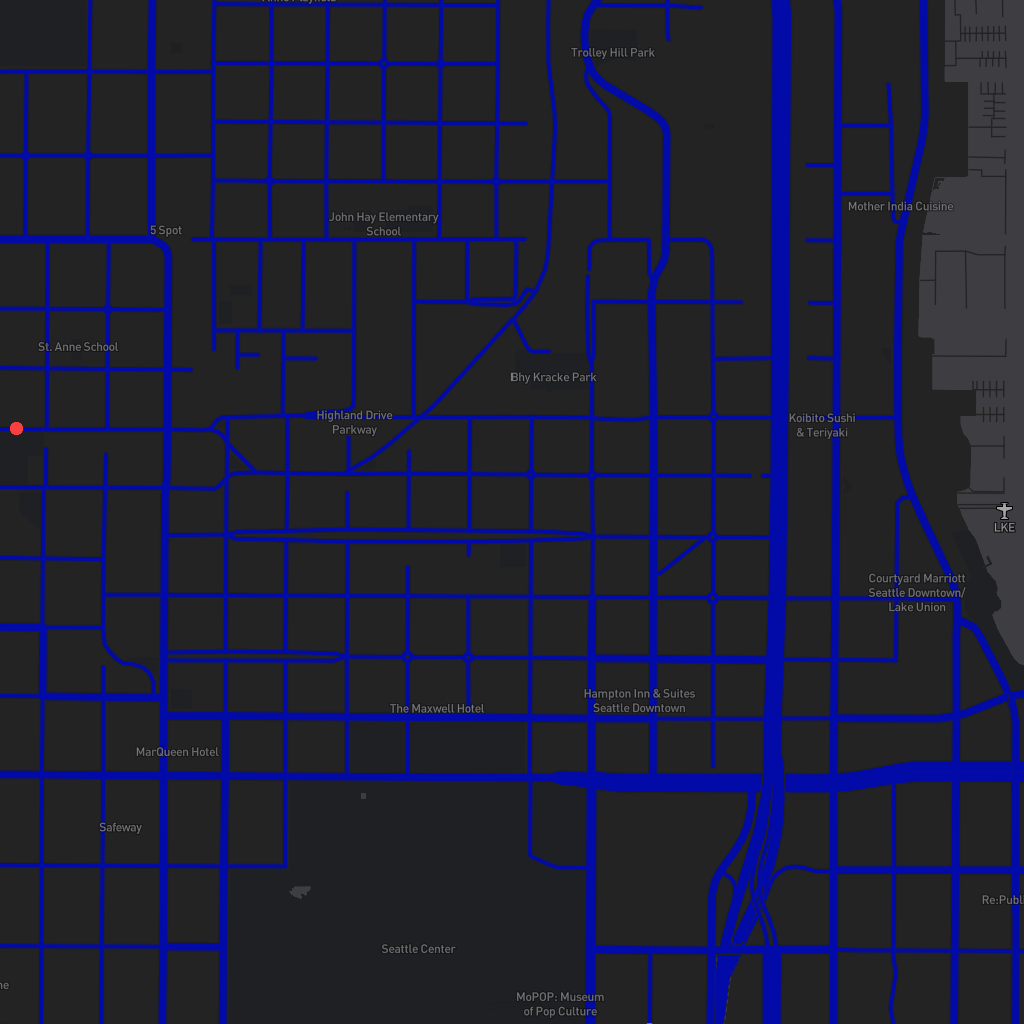 Trolley Hill Park
Mother India Cuisine
John Hay Elementary
School
5 Spot
St. Anne School
Bhy Kracke Park
Highland Drive
Parkway
Koibito Sushi
& Teriyaki
LKE
Courtyard Marriott
Seattle Downtown/
Lake Union
Hampton Inn & Suites
Seattle Downtown
The Maxwell Hotel
MarQueen Hotel
Safeway
Re:Publi
Seattle Center
MoPOP: Museum
of Pop Culture